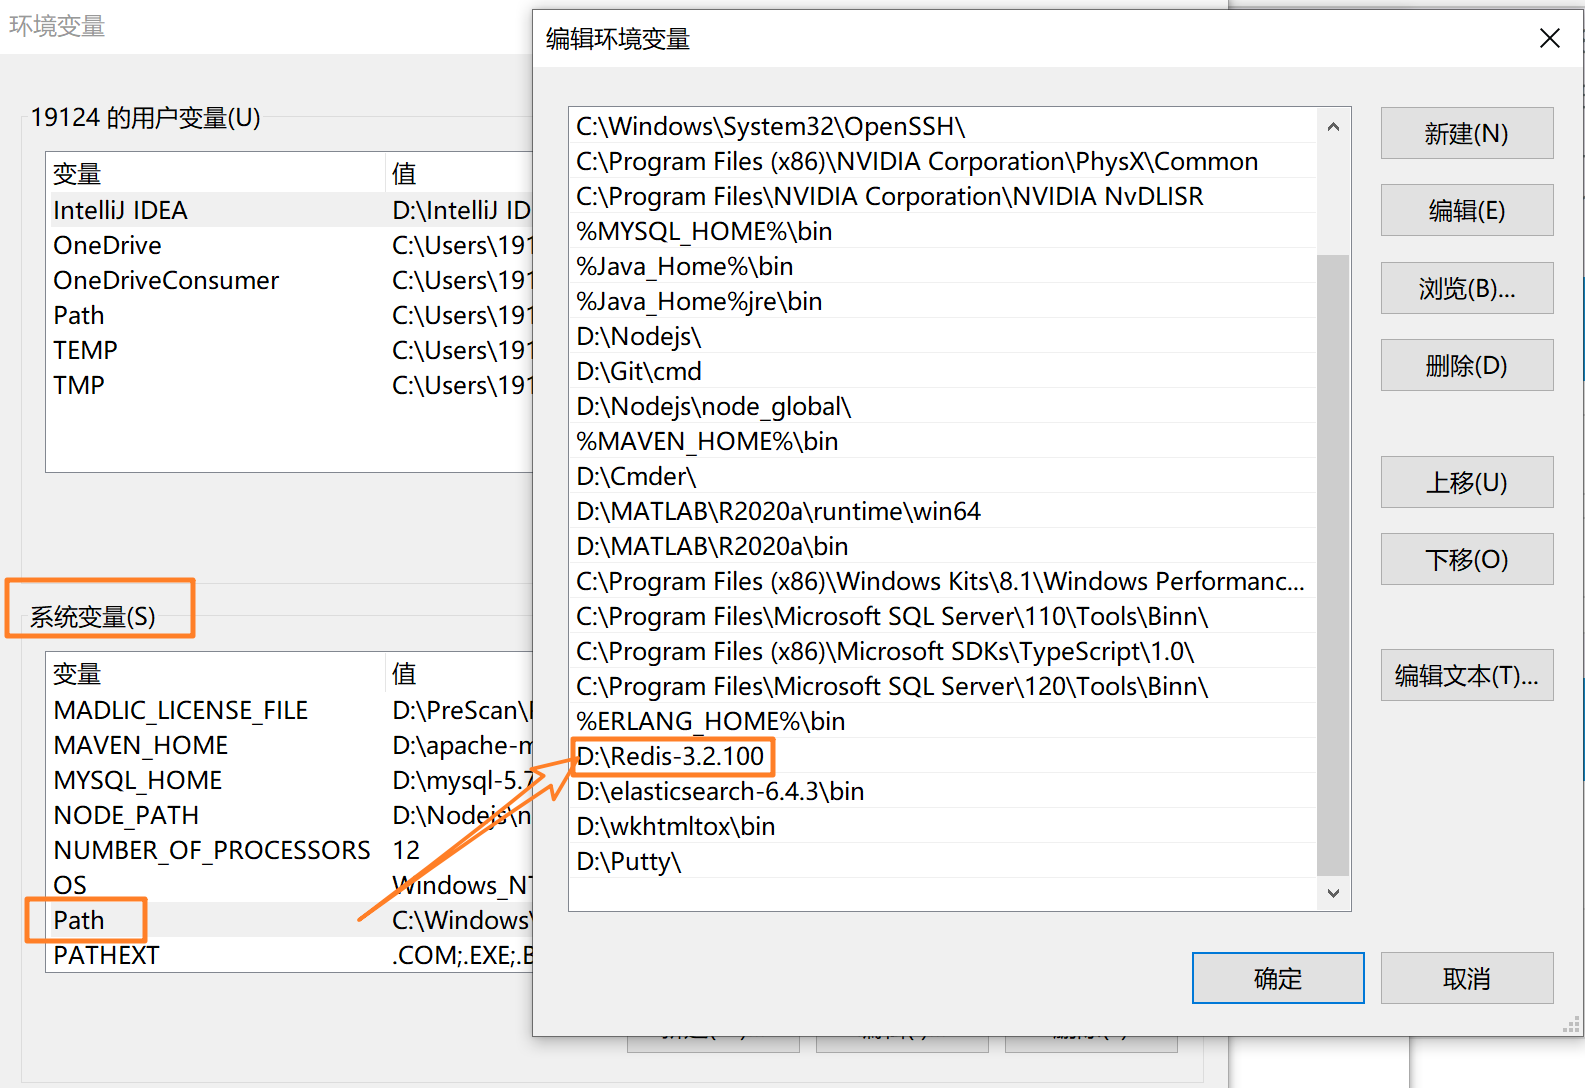 环境变量
19124 的用户变量(U)
变量 值
IntelliJ IDEA D:\IntelliJ ID
OneDrive C:\Users\191
OneDriveConsumer C:\Users\191
Path C:\Users\191
TEMP C:\Users\191
TMP C:\Users\191
系统变量(S)
变量 值
MADLIC_LICENSE_FILE D:\PreScan\
MAVEN_HOME D:\apache-m
MYSQL_HOME D:\mysql-5.7
NODE_PATH D:\Nodejs\n
NUMBER_OF_PROCESSORS 12
OS Windows_NT
Path C:\Windows\
PATHEXT .COM;.EXE;.B
编辑环境变量
C:\Windows\System32\OpenSSH\
C:\Program Files (x86)\NVIDIA Corporation\PhysX\Common
C:\Program Files\NVIDIA Corporation\NVIDIA NvDLISR
%MYSQL_HOME%\bin
%Java_Home%\bin
%Java_Home%jre\bin
D:\Nodejs\
D:\Git\cmd
D:\Nodejs\node_global\
%MAVEN_HOME%\bin
D:\Cmder\
D:\MATLAB\R2020a\runtime\win64
D:\MATLAB\R2020a\bin
C:\Program Files (x86)\Windows Kits\8.1\Windows Performanc...
C:\Program Files\Microsoft SQL Server\110\Tools\Binn\
C:\Program Files (x86)\Microsoft SDKs\TypeScript\1.0\
C:\Program Files\Microsoft SQL Server\120\Tools\Binn\
%ERLANG_HOME%\bin
D:\Redis-3.2.100
D:\elasticsearch-6.4.3\bin
D:\wkhtmltox\bin
D:\Putty\
新建(N)
编辑(E)
浏览(B)...
删除(D)
上移(U)
下移(O)
编辑文本(T)...
确定
取消